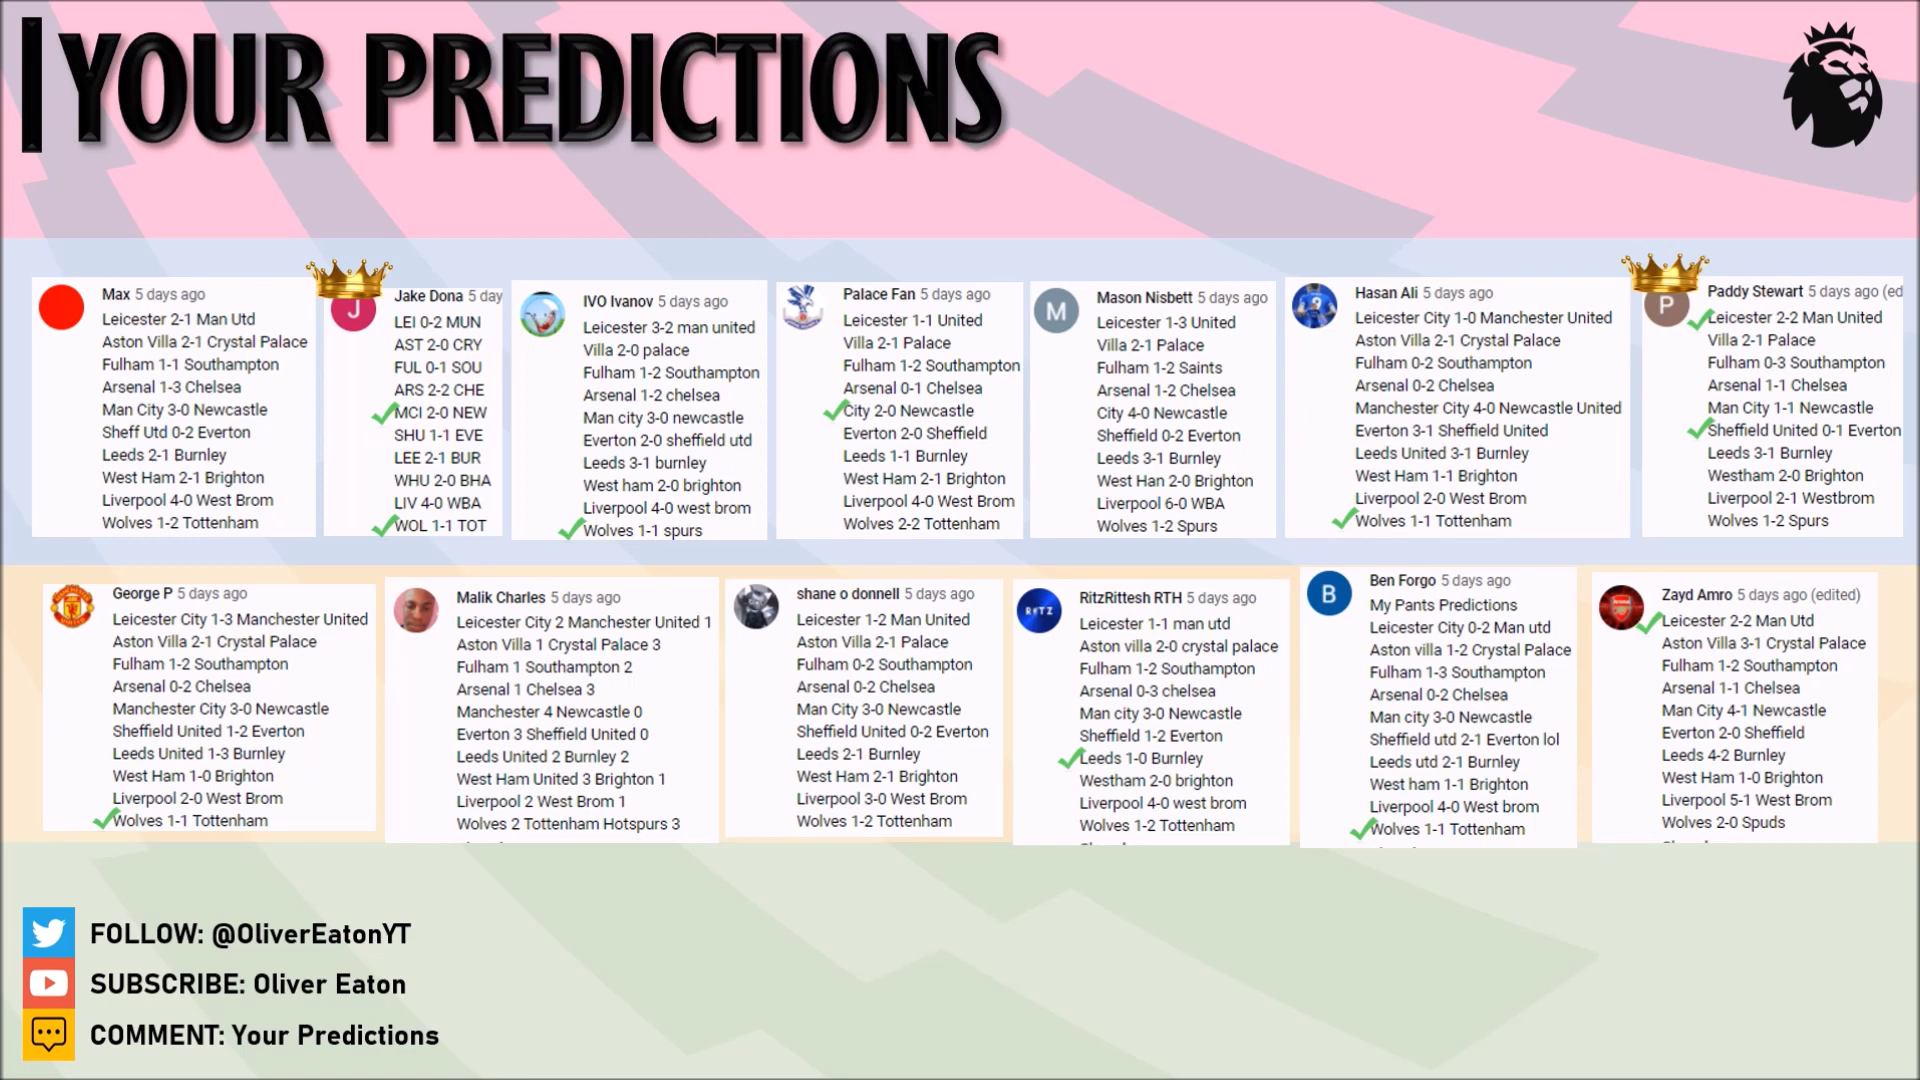 YOUR PREDICTIONS
Max 5 days ago
Leicester 2-1 Man Utd
Aston Villa 2-1 Crystal Palace
Fulham 1-1 Southampton
Arsenal 1-3 Chelsea
Man City 3-0 Newcastle
Sheff Utd 0-2 Everton
Leeds 2-1 Burnley
West Ham 2-1 Brighton
Liverpool 4-0 West Brom
Wolves 1-2 Tottenham
J
Jake Dona 5 day
LEI 0-2 MUN
AST 2-0 CRY
FUL 0-1 SOU
ARS 2-2 CHE
MCI 2-0 NEW
SHU 1-1 EVE
LEE 2-1 BUR
WHU 2-0 BHA
LIV 4-0 WBA
WOL 1-1 TOT
IVO Ivanov 5 days ago
Leicester 3-2 man united
Villa 2-0 palace
Fulham 1-2 Southampton
Arsenal 1-2 chelsea
Man city 3-0 newcastle
Everton 2-0 sheffield utd
Leeds 3-1 burnley
West ham 2-0 brighton
Liverpool 4-0 west brom
Wolves 1-1 spurs
Palace Fan 5 days ago
Leicester 1-1 United
Villa 2-1 Palace
Fulham 1-2 Southampton
Arsenal 0-1 Chelsea
City 2-0 Newcastle
Everton 2-0 Sheffield
Leeds 1-1 Burnley
West Ham 2-1 Brighton
Liverpool 4-0 West Brom
Wolves 2-2 Tottenham
M
Mason Nisbett 5 days ago
Leicester 1-3 United
Villa 2-1 Palace
Fulham 1-2 Saints
Arsenal 1-2 Chelsea
City 4-0 Newcastle
Sheffield 0-2 Everton
Leeds 3-1 Burnley
West Han 2-0 Brighton
Liverpool 6-0 WBA
Wolves 1-2 Spurs
Hasan Ali 5 days ago
Leicester City 1-0 Manchester United
Aston Villa 2-1 Crystal Palace
Fulham 0-2 Southampton
Arsenal 0-2 Chelsea
Manchester City 4-0 Newcastle United
Everton 3-1 Sheffield United
Leeds United 3-1 Burnley
West Ham 1-1 Brighton
Liverpool 2-0 West Brom
Wolves 1-1 Tottenham
P
Paddy Stewart 5 days ago (ed
Leicester 2-2 Man United
Villa 2-1 Palace
Fulham 0-3 Southampton
Arsenal 1-1 Chelsea
Man City 1-1 Newcastle
Sheffield United 0-1 Everton
Leeds 3-1 Burnley
Westham 2-0 Brighton
Liverpool 2-1 Westbrom
Wolves 1-2 Spurs
George P 5 days ago
Leicester City 1-3 Manchester United
Aston Villa 2-1 Crystal Palace
Fulham 1-2 Southampton
Arsenal 0-2 Chelsea
Manchester City 3-0 Newcastle
Sheffield United 1-2 Everton
Leeds United 1-3 Burnley
West Ham 1-0 Brighton
Liverpool 2-0 West Brom
Wolves 1-1 Tottenham
Malik Charles 5 days ago
Leicester City 2 Manchester United 1
Aston Villa 1 Crystal Palace 3
Fulham 1 Southampton 2
Arsenal 1 Chelsea 3
Manchester 4 Newcastle 0
Everton 3 Sheffield United 0
Leeds United 2 Burnley 2
West Ham United 3 Brighton 1
Liverpool 2 West Brom 1
Wolves 2 Tottenham Hotspurs 3
shane o donnell 5 days ago
Leicester 1-2 Man United
Aston Villa 2-1 Palace
Fulham 0-2 Southampton
Arsenal 0-2 Chelsea
Man City 3-0 Newcastle
Sheffield United 0-2 Everton
Leeds 2-1 Burnley
West Ham 2-1 Brighton
Liverpool 3-0 West Brom
Wolves 1-2 Tottenham
RITZ
RitzRittesh RTH 5 days ago
Leicester 1-1 man utd
Aston villa 2-0 crystal palace
Fulham 1-2 Southampton
Arsenal 0-3 chelsea
Man city 3-0 Newcastle
Sheffield 1-2 Everton
Leeds 1-0 Burnley
Westham 2-0 brighton
Liverpool 4-0 west brom
Wolves 1-2 Tottenham
B
Ben Forgo 5 days ago
My Pants Predictions
Leicester City 0-2 Man utd
Aston villa 1-2 Crystal Palace
Fulham 1-3 Southampton
Arsenal 0-2 Chelsea
Man city 3-0 Newcastle
Sheffield utd 2-1 Everton lol
Leeds utd 2-1 Burnley
West ham 1-1 Brighton
Liverpool 4-0 West brom
Wolves 1-1 Tottenham
Zayd Amro 5 days ago (edited)
Leicester 2-2 Man Utd
Aston Villa 3-1 Crystal Palace
Fulham 1-2 Southampton
Arsenal 1-1 Chelsea
Man City 4-1 Newcastle
Everton 2-0 Sheffield
Leeds 4-2 Burnley
West Ham 1-0 Brighton
Liverpool 5-1 West Brom
Wolves 2-0 Spuds
FOLLOW: @OliverEatonYT
SUBSCRIBE: Oliver Eaton
COMMENT: Your Predictions